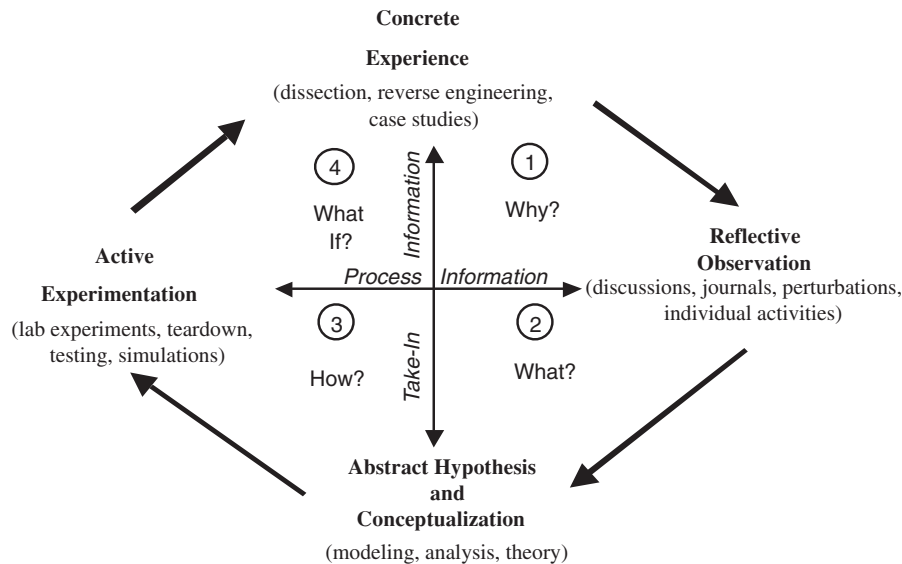 Concrete
Experience
(dissection, reverse engineering,
case studies)
4
What
If?
Information
1
Why?
Reflective
Observation
(discussions, journals, perturbations,
individual activities)
Active
Experimentation
(lab experiments, teardown,
testing, simulations)
Process Information
3
How?
Take-In
2
What?
Abstract Hypothesis
and
Conceptualization
(modeling, analysis, theory)